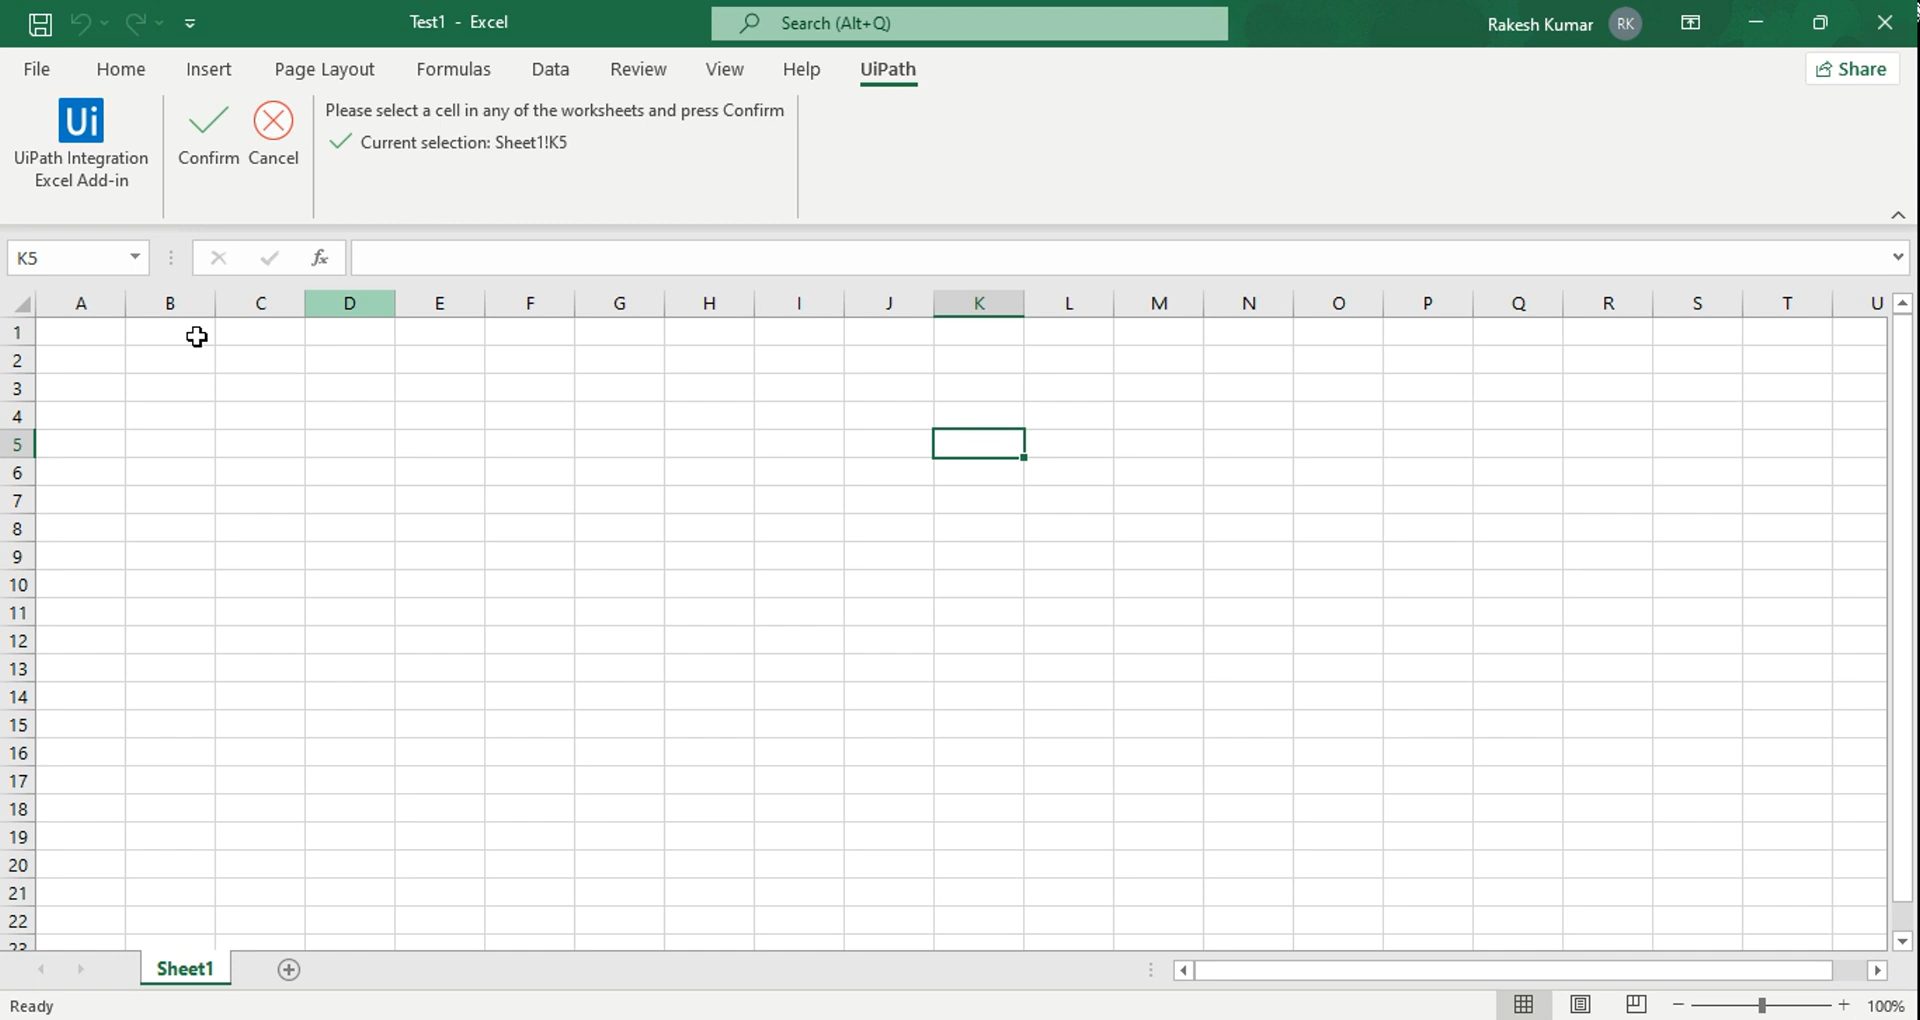 Test1 - Excel
Search (Alt+Q)
Rakesh Kumar
RK
File Home Insert Page Layout Formulas Data Review View Help UiPath
Share
Ui
UiPath Integration
Excel Add-in
Confirm
Cancel
Please select a cell in any of the worksheets and press Confirm
Current selection: Sheet1!K5
K5
fx
A B C D E F G H I J K L M N O P Q R S T U
1
2
3
4
5
6
7
8
9
10
11
12
13
14
15
16
17
18
19
20
21
22
23
Sheet1
Ready
100%